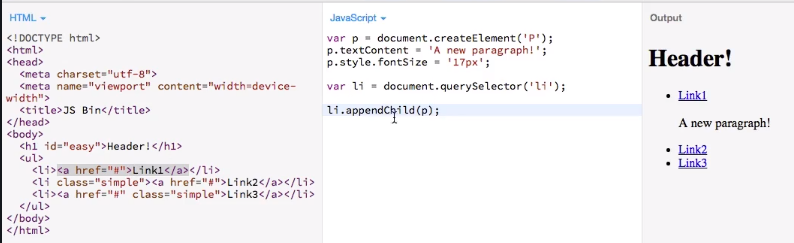 HTML
<!DOCTYPE html>
<html>
<head>
  <meta charset="utf-8">
  <meta name="viewport" content="width=device-
width">
  <title>JS Bin</title>
</head>
<body>
  <h1 id="easy">Header!</h1>
  <ul>
    <li><a href="#">Link1</a></li>
    <li class="simple"><a href="#">Link2</a></li>
    <li><a href="#" class="simple">Link3</a></li>
  </ul>
</body>
</html>
JavaScript
var p = document.createElement('P');
p.textContent = 'A new paragraph!';
p.style.fontSize = '17px';
var li = document.querySelector('li');
li.appendChild(p);
Output
Header!
Link1
A new paragraph!
Link2
Link3